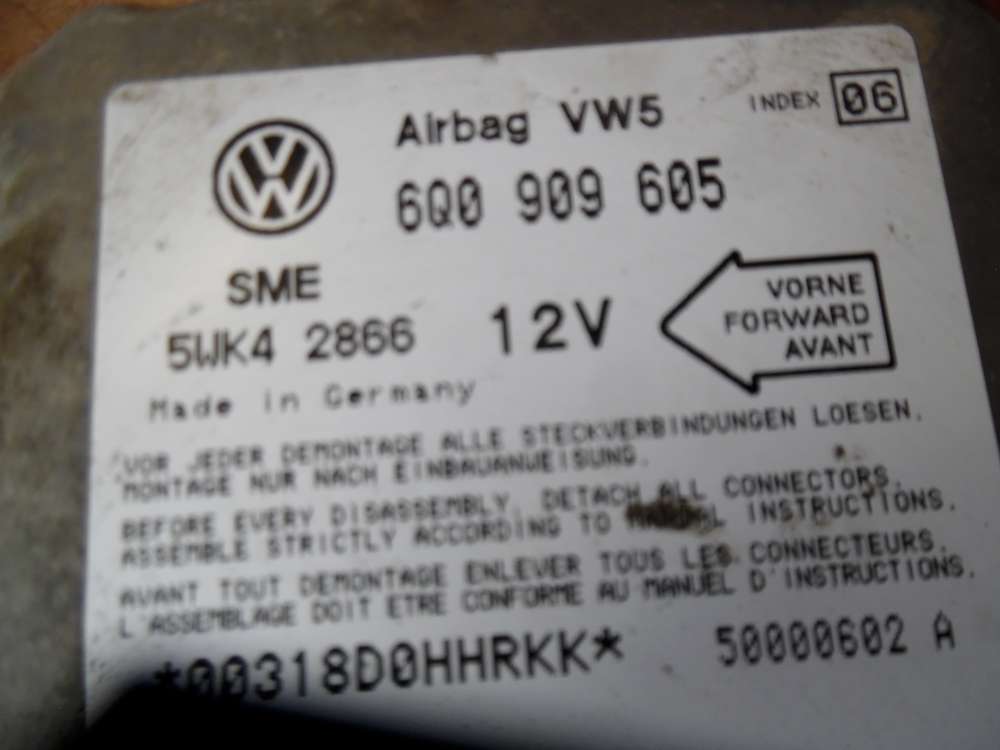 Airbag VW5
INDEX 06
6Q0 909 605
SME
5WK4 2866
12V
VORNE
FORWARD
AVANT
Made in Germany
VOR JEDER DEMONTAGE ALLE STECKVERBINDUNGEN LOESEN.
MONTAGE NUR NACH EINBAUANWEISUNG.
BEFORE EVERY DISASSEMBLY, DETACH ALL CONNECTORS.
ASSEMBLE STRICTLY ACCORDING TO MANUAL INSTRUCTIONS.
AVANT TOUT DEMONTAGE ENLEVER TOUS LES CONNECTEURS.
L'ASSEMBLAGE DOIT ETRE CONFORME AU MANUEL D'INSTRUCTIONS.
*00318D0HHRKK*
50000602 A